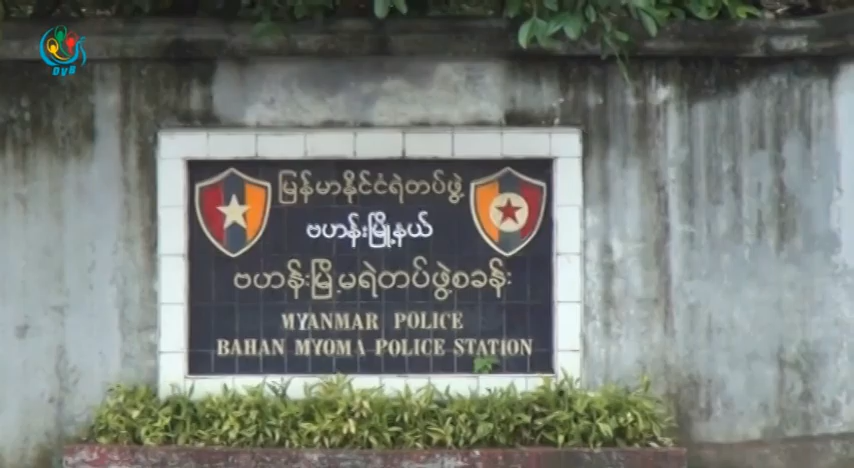 DVB
မြန်မာနိုင်ငံရဲတပ်ဖွဲ့
ဗဟန်းမြို့နယ်
ဗဟန်းမြို့မရဲတပ်ဖွဲ့စခန်း
MYANMAR POLICE
BAHAN MYOMA POLICE STATION